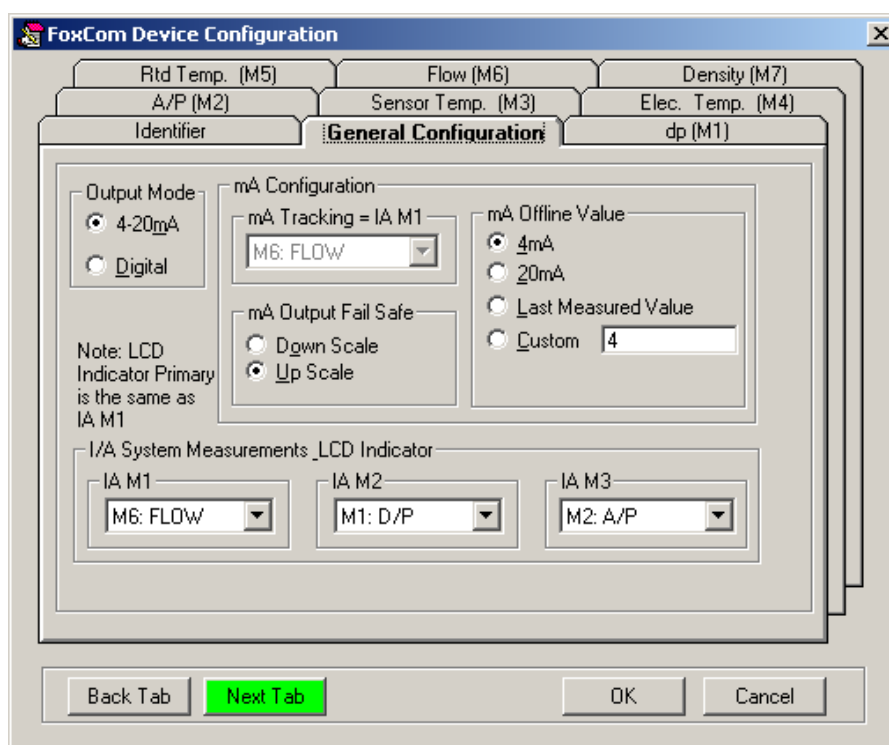 FoxCom Device Configuration
Rtd Temp. (M5)
Flow (M6)
Density (M7)
A/P (M2)
Sensor Temp. (M3)
Elec. Temp. (M4)
Identifier
General Configuration
dp (M1)
Output Mode
4-20mA
Digital
mA Configuration
mA Tracking = IA M1
M6: FLOW
mA Output Fail Safe
Down Scale
Up Scale
mA Offline Value
4mA
20mA
Last Measured Value
Custom 4
Note: LCD
Indicator Primary
is the same as
IA M1
I/A System Measurements _LCD Indicator
IA M1
M6: FLOW
IA M2
M1: D/P
IA M3
M2: A/P
Back Tab
Next Tab
OK
Cancel